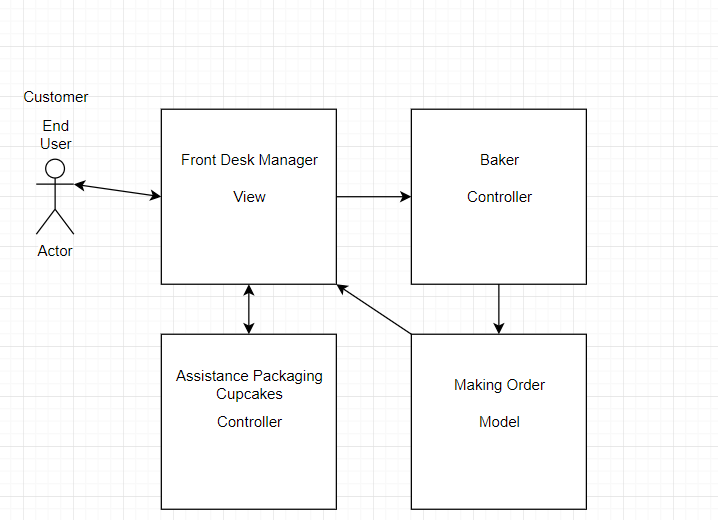 Customer
End
User
Actor
Front Desk Manager
View
Baker
Controller
Assistance Packaging
Cupcakes
Controller
Making Order
Model